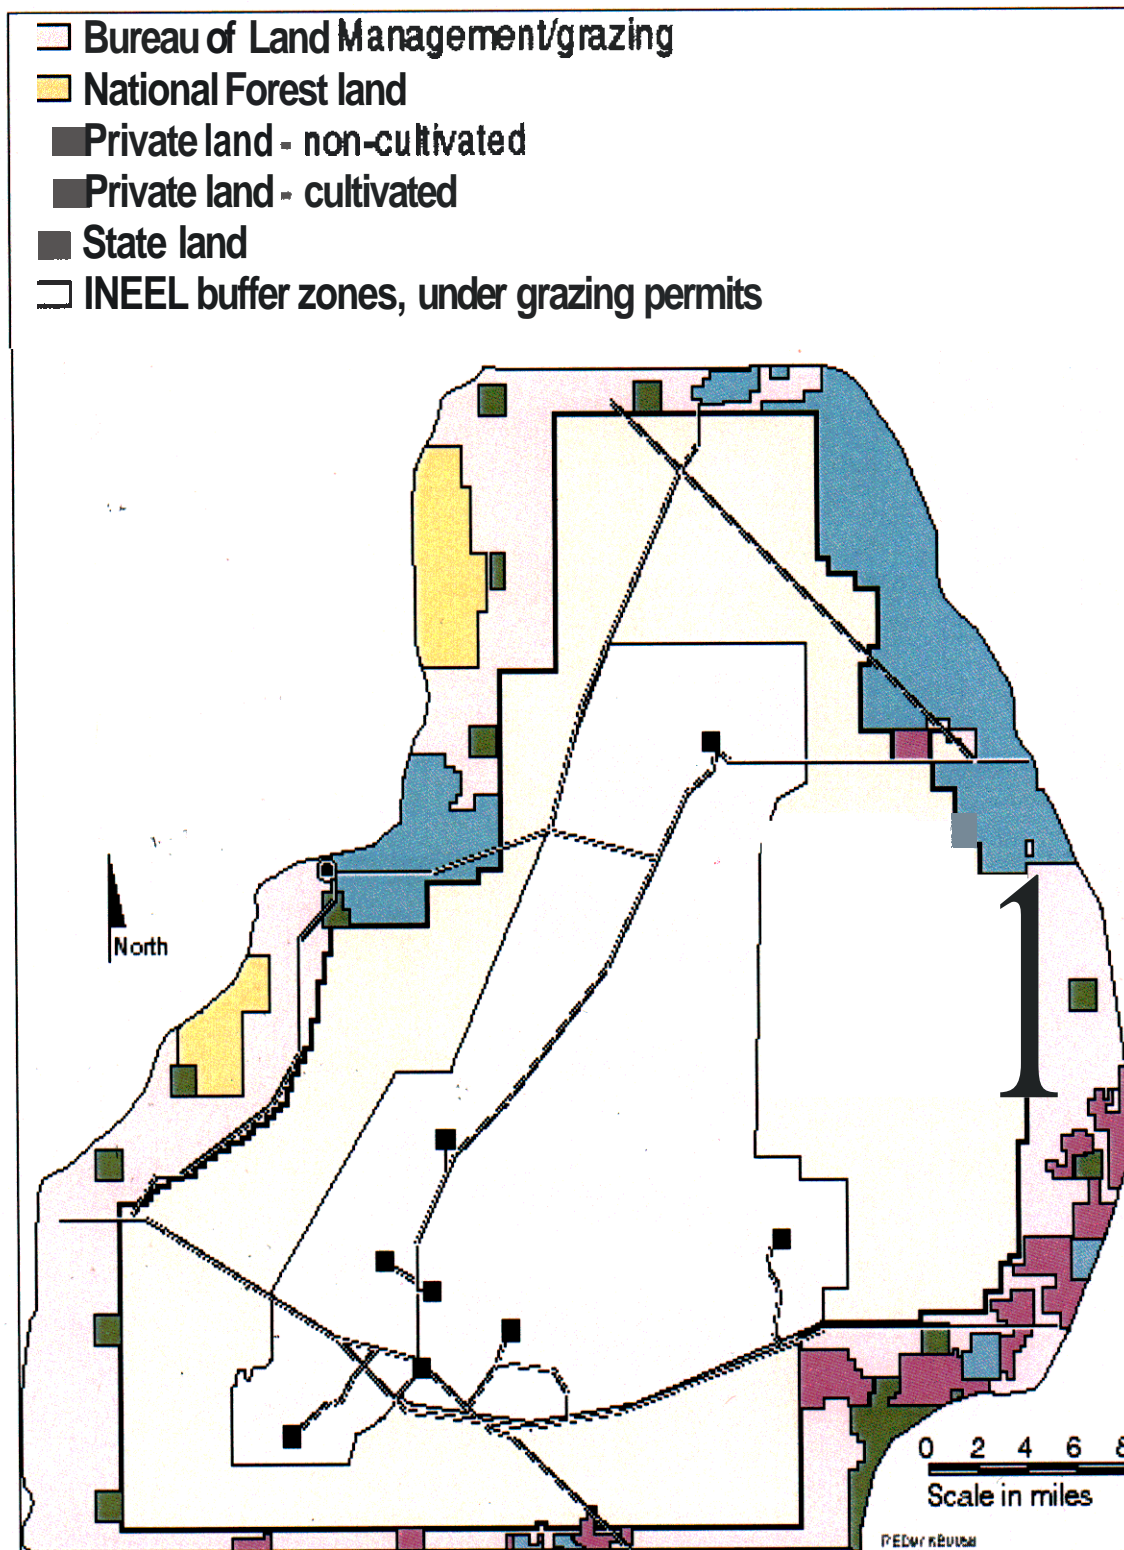 Bureau of Land Management/grazing
National Forest land
Private land - non-cultivated
Private land - cultivated
State land
INEEL buffer zones, under grazing permits
1
North
0 2 4 6 8
Scale in miles